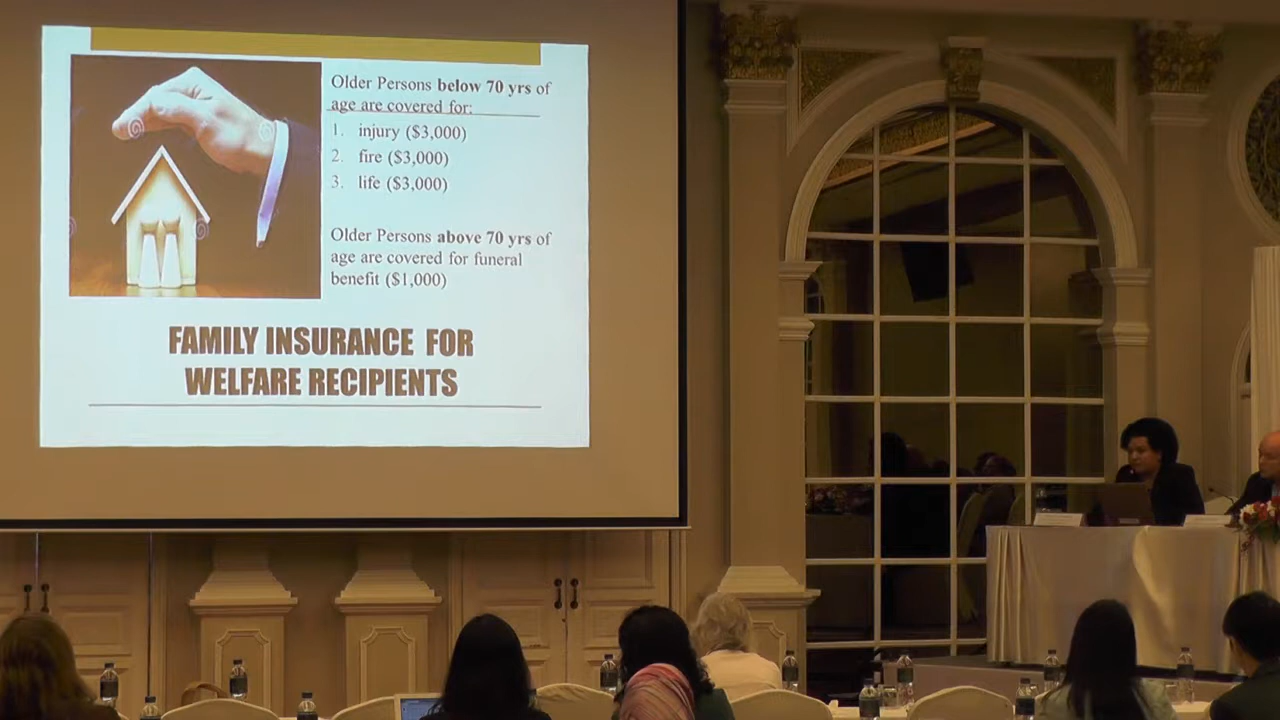 Older Persons below 70 yrs of
age are covered for:
1. injury ($3,000)
2. fire ($3,000)
3. life ($3,000)
Older Persons above 70 yrs of
age are covered for funeral
benefit ($1,000)
FAMILY INSURANCE FOR
WELFARE RECIPIENTS